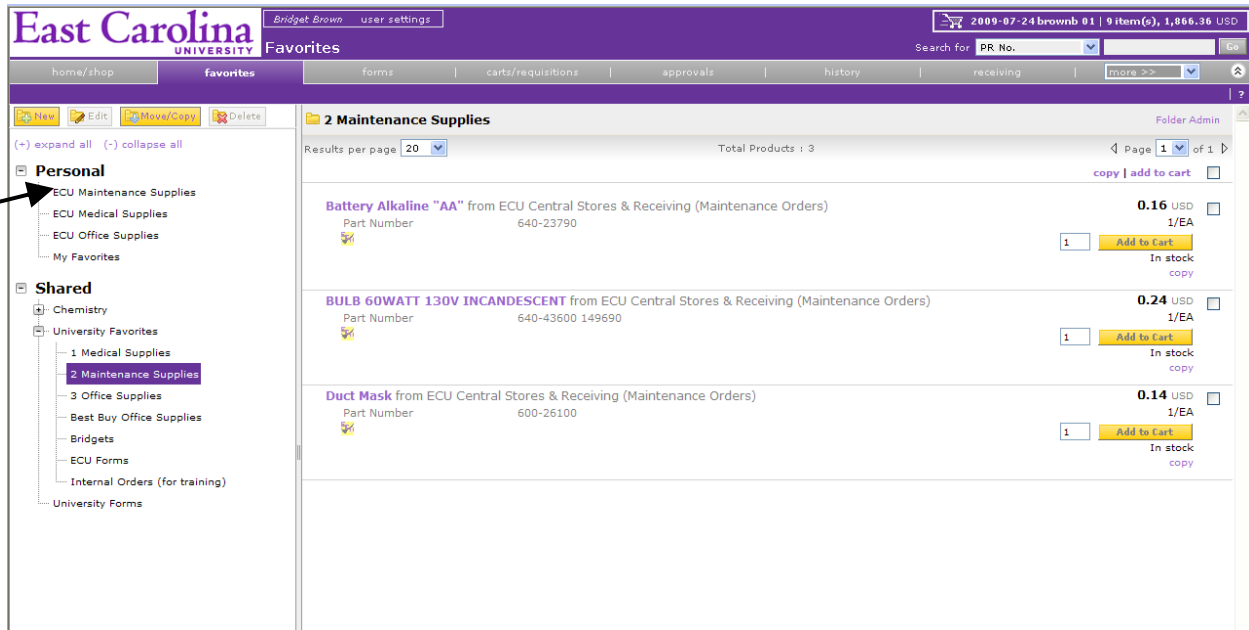 East Carolina
UNIVERSITY
Bridget Brown user settings
2009-07-24 brownb 01 | 9 item(s), 1,866.36 USD
Favorites
Search for PR No. Go
home/shop favorites forms | carts/requisitions | approvals | history | receiving | more >>
| ?
New Edit Move/Copy Delete
(+) expand all (-) collapse all
Personal
ECU Maintenance Supplies
ECU Medical Supplies
ECU Office Supplies
My Favorites
Shared
Chemistry
University Favorites
1 Medical Supplies
2 Maintenance Supplies
3 Office Supplies
Best Buy Office Supplies
Bridgets
ECU Forms
Internal Orders (for training)
University Forms
2 Maintenance Supplies Folder Admin
Results per page 20 Total Products : 3 Page 1 of 1
copy | add to cart
Battery Alkaline "AA" from ECU Central Stores & Receiving (Maintenance Orders) 0.16 USD
Part Number 640-23790 1/EA
1 Add to Cart
In stock
copy
BULB 60WATT 130V INCANDESCENT from ECU Central Stores & Receiving (Maintenance Orders) 0.24 USD
Part Number 640-43600 149690 1/EA
1 Add to Cart
In stock
copy
Duct Mask from ECU Central Stores & Receiving (Maintenance Orders) 0.14 USD
Part Number 600-26100 1/EA
1 Add to Cart
In stock
copy